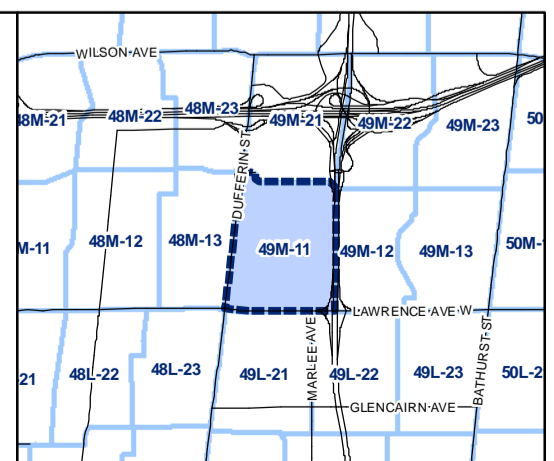 WILSON AVE
48M-21
48M-22
48M-23
49M-21
49M-22
49M-23
50
DUFFERIN ST
M-11
48M-12
48M-13
49M-11
49M-12
49M-13
50M-
LAWRENCE AVE W
21
48L-22
48L-23
49L-21
MARLEE AVE
49L-22
49L-23
BATHURST ST
50L-2
GLENCAIRN AVE